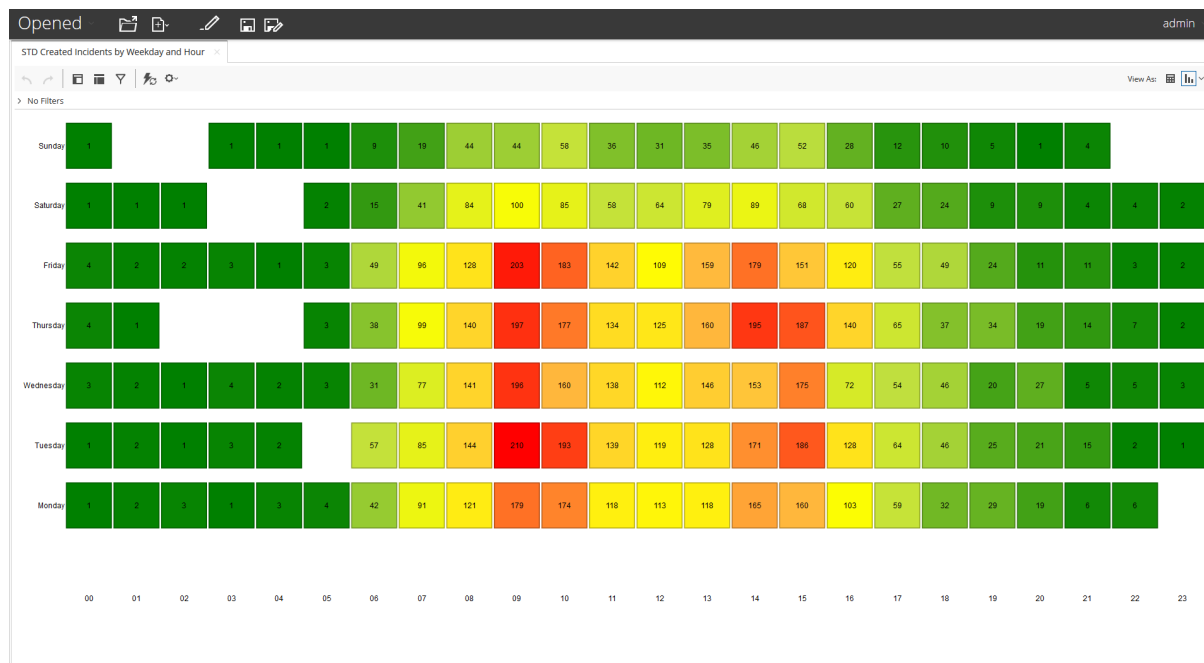 Opened admin
STD Created Incidents by Weekday and Hour ×
View As:
No Filters
Sunday 1 1 1 1 9 19 44 44 58 36 31 35 46 52 28 12 10 5 1 4
Saturday 1 1 1 2 15 41 84 100 85 58 64 79 89 68 60 27 24 9 9 4 4 2
Friday 4 2 2 3 1 3 49 96 128 203 183 142 109 159 179 151 120 55 49 24 11 11 3 2
Thursday 4 1 3 38 99 140 197 177 134 125 160 195 187 140 65 37 34 19 14 7 2
Wednesday 3 2 1 4 2 3 31 77 141 196 160 138 112 146 153 175 72 54 46 20 27 5 5 3
Tuesday 1 2 1 3 2 57 85 144 210 193 139 119 128 171 186 128 64 46 25 21 15 2 1
Monday 1 2 3 1 3 4 42 91 121 179 174 118 113 118 165 160 103 59 32 29 19 6 6
00 01 02 03 04 05 06 07 08 09 10 11 12 13 14 15 16 17 18 19 20 21 22 23